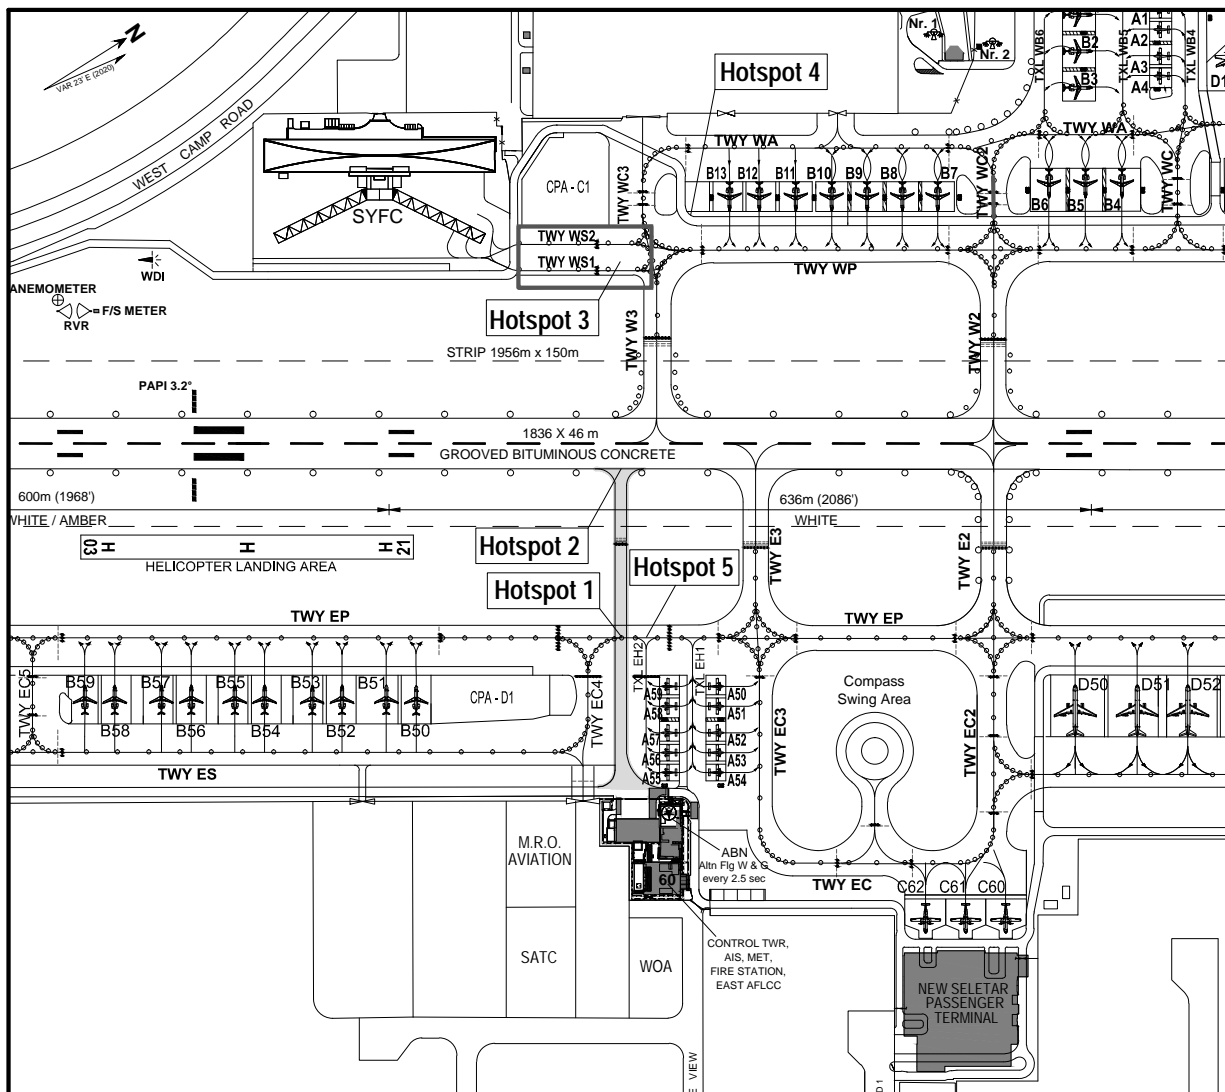 N
VAR 23' E (2020)
WEST CAMP ROAD
Nr. 1
Nr. 2
Hotspot 4
TXL WB6
TXL WB5
TXL WB4
B2
B3
A1
A2
A3
A4
D1
TWY WA
TWY WA
SYFC
CPA - C1
TWY WC3
B13
B12
B11
B10
B9
B8
B7
TWY WC2
B6
B5
B4
TWY WC
TWY WS2
TWY WS1
TWY WP
WDI
ANEMOMETER
F/S METER
RVR
Hotspot 3
TWY W3
TWY W2
STRIP 1956m x 150m
PAPI 3.2°
1836 X 46 m
GROOVED BITUMINOUS CONCRETE
600m (1968')
636m (2086')
WHITE / AMBER
WHITE
03 H H H 21
HELICOPTER LANDING AREA
Hotspot 2
Hotspot 5
Hotspot 1
TWY E3
TWY E2
TWY EP
TWY EP
TWY EC5
B59
B57
B55
B53
B51
B58
B56
B54
B52
B50
CPA - D1
TWY EC4
TXL EH2
TXL EH1
A59
A58
A57
A56
A55
A50
A51
A52
A53
A54
TWY EC3
Compass
Swing Area
TWY EC2
D50
D51
D52
TWY ES
M.R.O.
AVIATION
ABN
Altn Flg W & G
every 2.5 sec
60
TWY EC
C62
C61
C60
SATC
WOA
CONTROL TWR,
AIS, MET,
FIRE STATION,
EAST AFLCC
NEW SELETAR
PASSENGER
TERMINAL
E VIEW
D 1